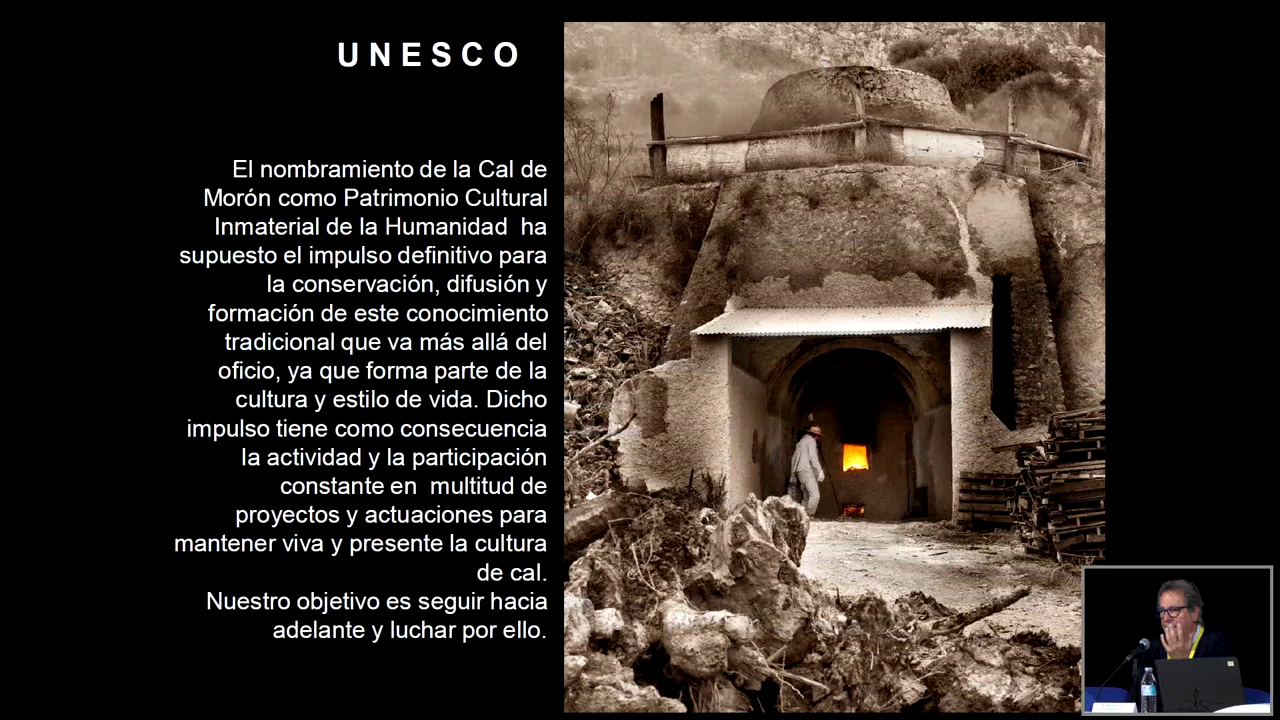 UNESCO
El nombramiento de la Cal de
Morón como Patrimonio Cultural
Inmaterial de la Humanidad ha
supuesto el impulso definitivo para
la conservación, difusión y
formación de este conocimiento
tradicional que va más allá del
oficio, ya que forma parte de la
cultura y estilo de vida. Dicho
impulso tiene como consecuencia
la actividad y la participación
constante en multitud de
proyectos y actuaciones para
mantener viva y presente la cultura
de cal.
Nuestro objetivo es seguir hacia
adelante y luchar por ello.